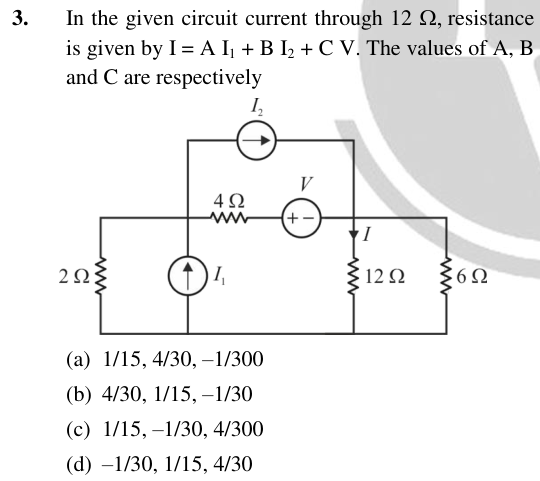 3. In the given circuit current through 12 Ω, resistance
is given by I = A I₁ + B I₂ + C V. The values of A, B
and C are respectively
I₂
V
4 Ω
+ −
I
2 Ω
I₁
12 Ω
6 Ω
(a) 1/15, 4/30, –1/300
(b) 4/30, 1/15, –1/30
(c) 1/15, –1/30, 4/300
(d) –1/30, 1/15, 4/30